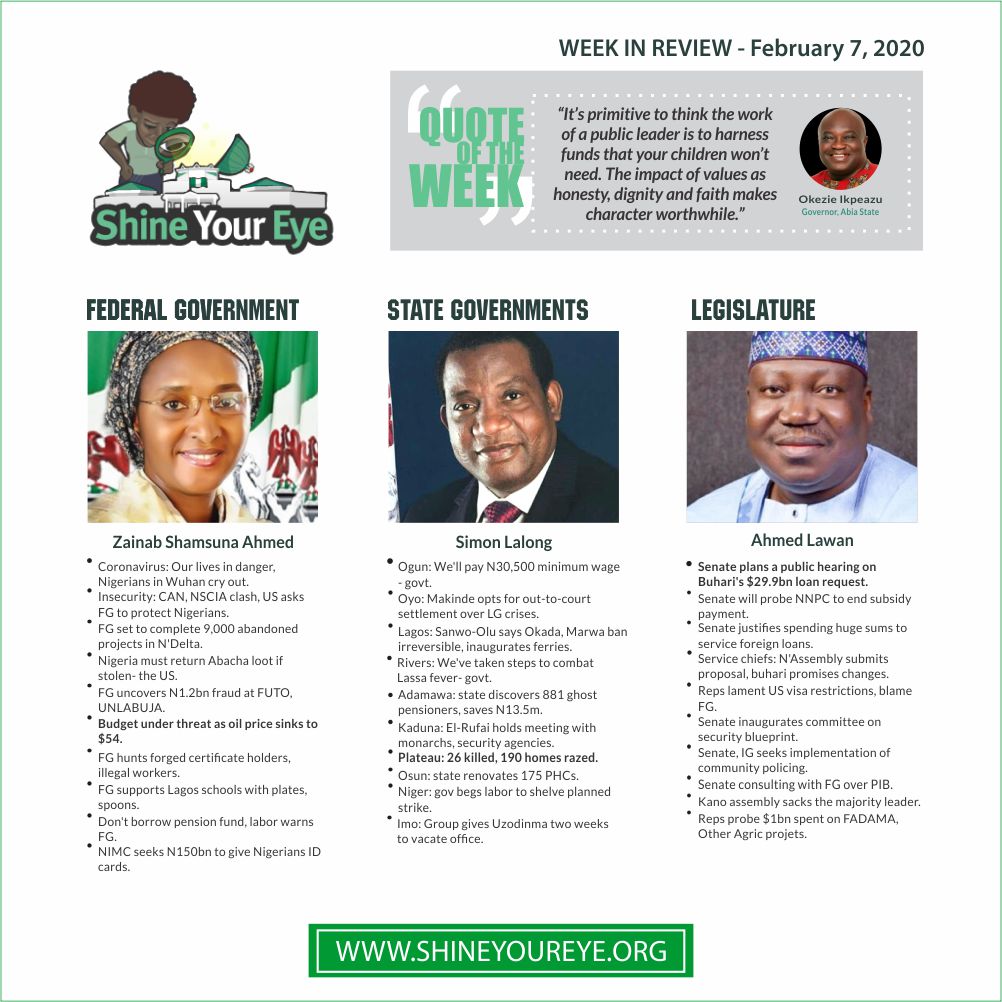 WEEK IN REVIEW - February 7, 2020
Shine Your Eye
QUOTE
OF THE
WEEK
“It’s primitive to think the work
of a public leader is to harness
funds that your children won’t
need. The impact of values as
honesty, dignity and faith makes
character worthwhile.”
Okezie Ikpeazu
Governor, Abia State
FEDERAL GOVERNMENT
Zainab Shamsuna Ahmed
• Coronavirus: Our lives in danger,
Nigerians in Wuhan cry out.
• Insecurity: CAN, NSCIA clash, US asks
FG to protect Nigerians.
• FG set to complete 9,000 abandoned
projects in N'Delta.
• Nigeria must return Abacha loot if
stolen- the US.
• FG uncovers N1.2bn fraud at FUTO,
UNLABUJA.
• Budget under threat as oil price sinks to
$54.
• FG hunts forged certificate holders,
illegal workers.
• FG supports Lagos schools with plates,
spoons.
• Don't borrow pension fund, labor warns
FG.
• NIMC seeks N150bn to give Nigerians ID
cards.
STATE GOVERNMENTS
Simon Lalong
• Ogun: We'll pay N30,500 minimum wage
- govt.
• Oyo: Makinde opts for out-to-court
settlement over LG crises.
• Lagos: Sanwo-Olu says Okada, Marwa ban
irreversible, inaugurates ferries.
• Rivers: We've taken steps to combat
Lassa fever- govt.
• Adamawa: state discovers 881 ghost
pensioners, saves N13.5m.
• Kaduna: El-Rufai holds meeting with
monarchs, security agencies.
• Plateau: 26 killed, 190 homes razed.
• Osun: state renovates 175 PHCs.
• Niger: gov begs labor to shelve planned
strike.
• Imo: Group gives Uzodinma two weeks
to vacate office.
LEGISLATURE
Ahmed Lawan
• Senate plans a public hearing on
Buhari's $29.9bn loan request.
• Senate will probe NNPC to end subsidy
payment.
• Senate justifies spending huge sums to
service foreign loans.
• Service chiefs: N'Assembly submits
proposal, buhari promises changes.
• Reps lament US visa restrictions, blame
FG.
• Senate inaugurates committee on
security blueprint.
• Senate, IG seeks implementation of
community policing.
• Senate consulting with FG over PIB.
• Kano assembly sacks the majority leader.
• Reps probe $1bn spent on FADAMA,
Other Agric projets.
WWW.SHINEYOUREYE.ORG